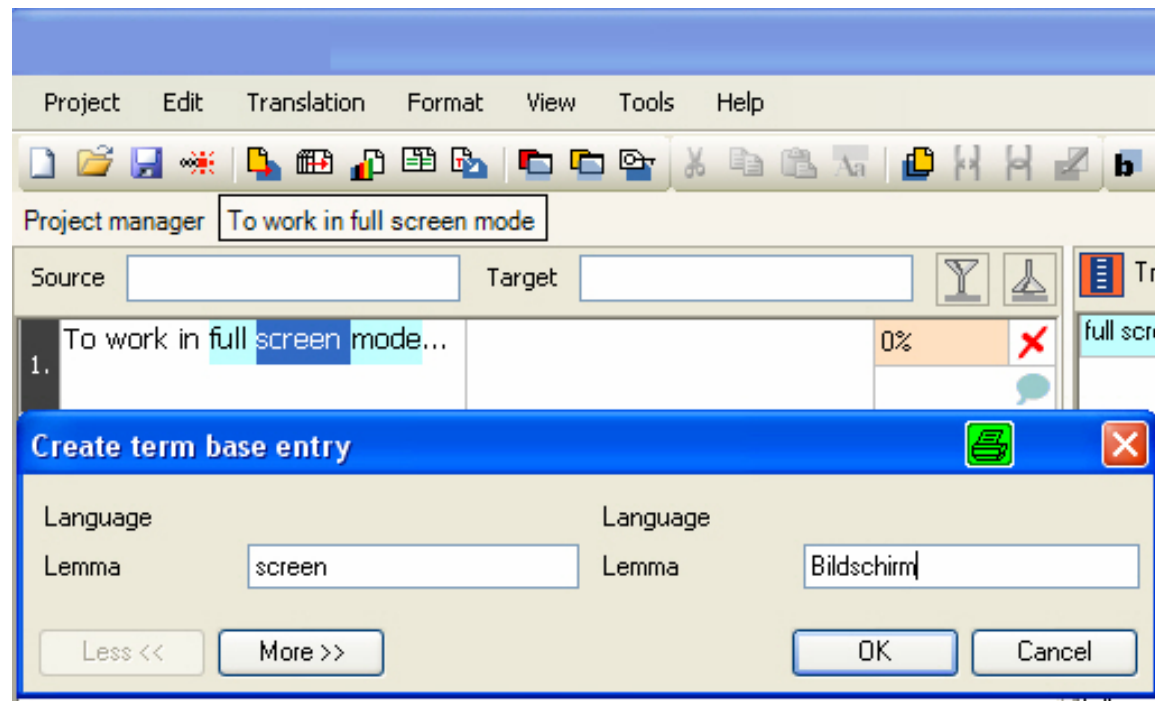 Project Edit Translation Format View Tools Help
b
Project manager To work in full screen mode
Source Target
1. To work in full screen mode... 0% full scr
Create term base entry
Language Language
Lemma screen Lemma Bildschirm
Less << More >> OK Cancel